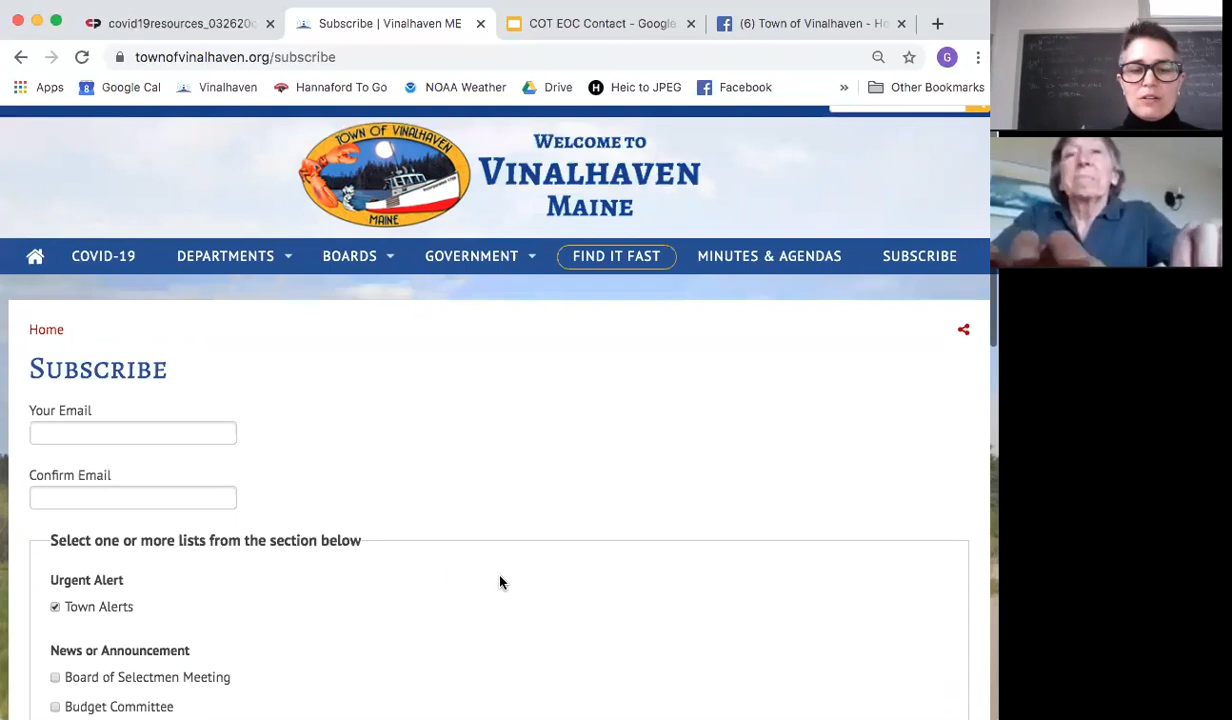 covid19resources_032620
Subscribe | Vinalhaven ME
COT EOC Contact - Google
(6) Town of Vinalhaven - Ho
townofvinalhaven.org/subscribe
G
Apps
8 Google Cal
Vinalhaven
Hannaford To Go
NOAA Weather
Drive
H Heic to JPEG
Facebook
»
Other Bookmarks
TOWN OF VINALHAVEN
MAINE
WELCOME TO
VINALHAVEN
MAINE
COVID-19
DEPARTMENTS
BOARDS
GOVERNMENT
FIND IT FAST
MINUTES & AGENDAS
SUBSCRIBE
Home
SUBSCRIBE
Your Email
Confirm Email
Select one or more lists from the section below
Urgent Alert
Town Alerts
News or Announcement
Board of Selectmen Meeting
Budget Committee